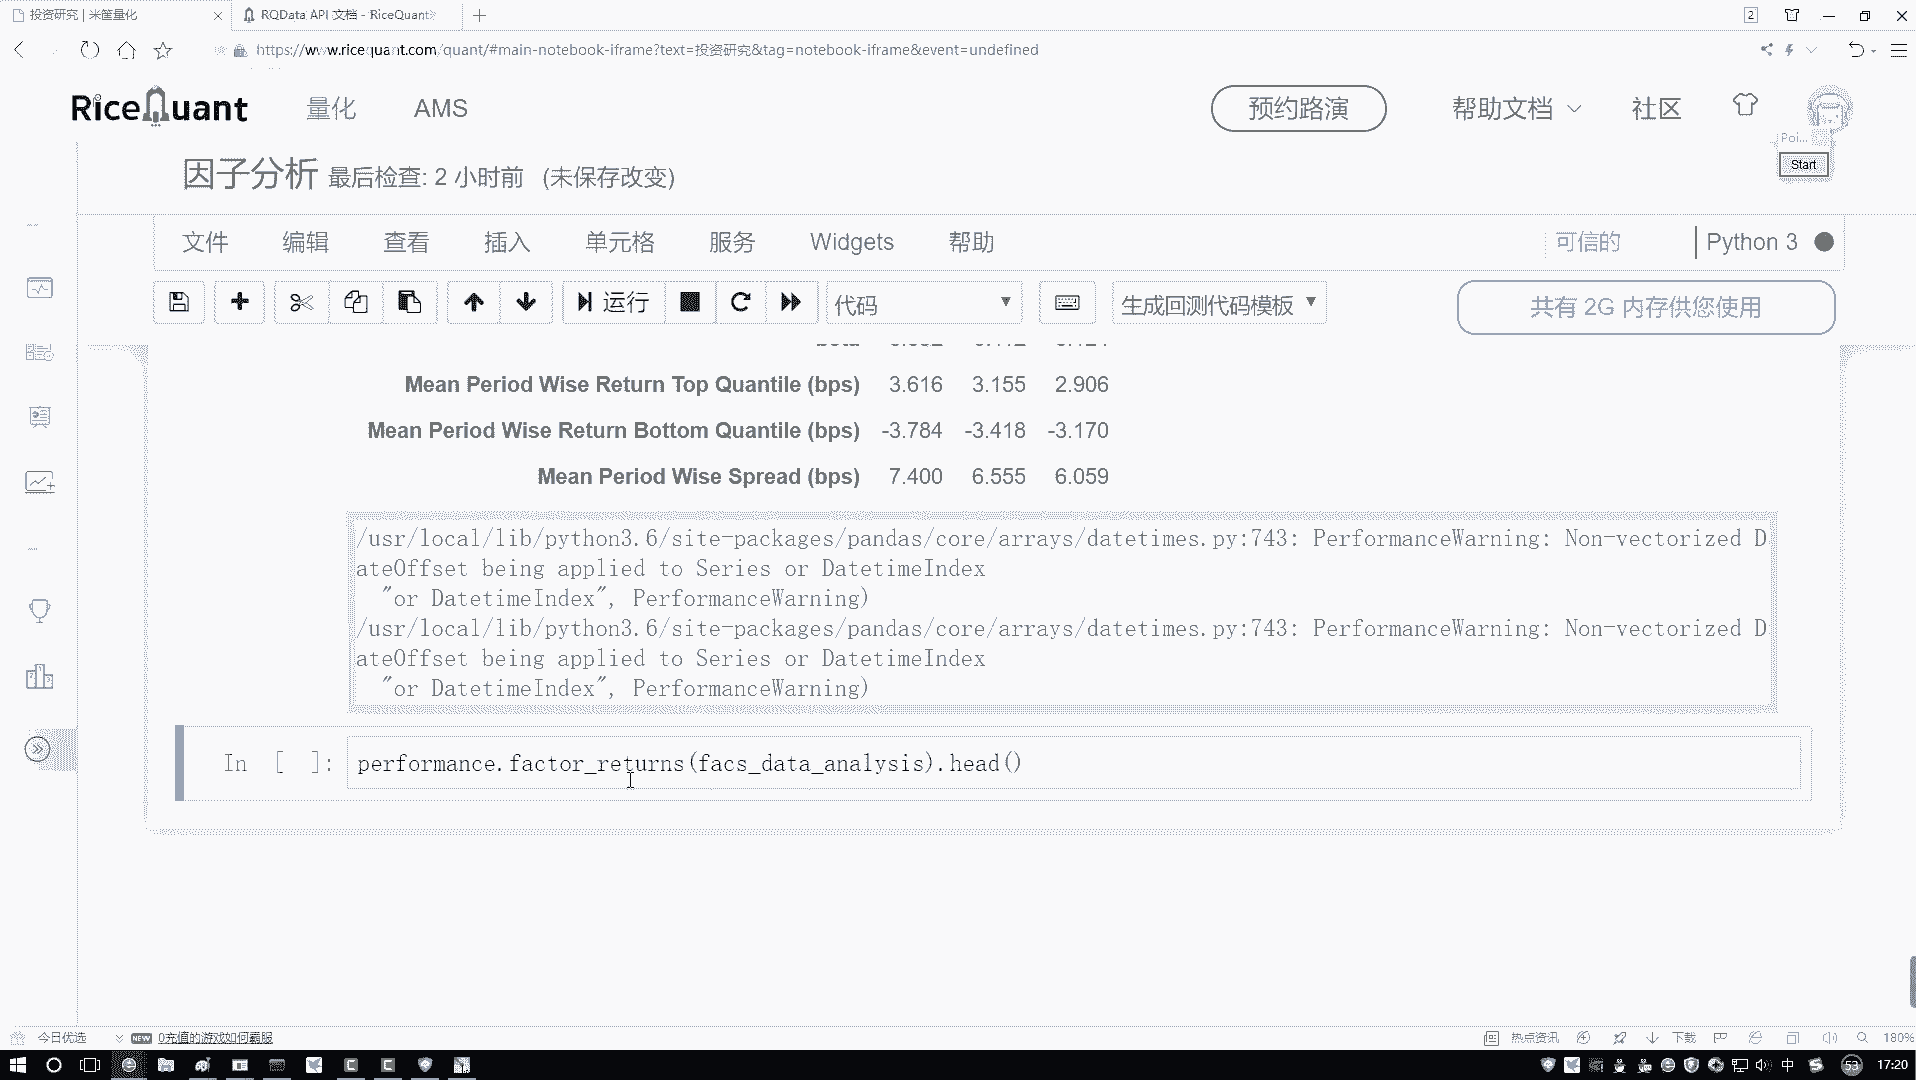 投资研究 | 米筐量化
RQData API 文档 - RiceQuant
2
https://www.ricequant.com/quant/#main-notebook-iframe?text=投资研究&tag=notebook-iframe&event=undefined
RiceQuant
量化
AMS
预约路演
帮助文档
社区
Poi...
Start
因子分析 最后检查: 2 小时前 (未保存改变)
文件
编辑
查看
插入
单元格
服务
Widgets
帮助
可信的
Python 3
运行
代码
生成回测代码模板
共有 2G 内存供您使用
Mean Period Wise Return Top Quantile (bps) 3.616 3.155 2.906
Mean Period Wise Return Bottom Quantile (bps) -3.784 -3.418 -3.170
Mean Period Wise Spread (bps) 7.400 6.555 6.059
/usr/local/lib/python3.6/site-packages/pandas/core/arrays/datetimes.py:743: PerformanceWarning: Non-vectorized D
ateOffset being applied to Series or DatetimeIndex
"or DatetimeIndex", PerformanceWarning)
/usr/local/lib/python3.6/site-packages/pandas/core/arrays/datetimes.py:743: PerformanceWarning: Non-vectorized D
ateOffset being applied to Series or DatetimeIndex
"or DatetimeIndex", PerformanceWarning)
In [ ]: performance.factor_returns(facs_data_analysis).head()
今日优选
NEW
0充值的游戏如何霸服
热点资讯
下载
180%
中
53
17:20